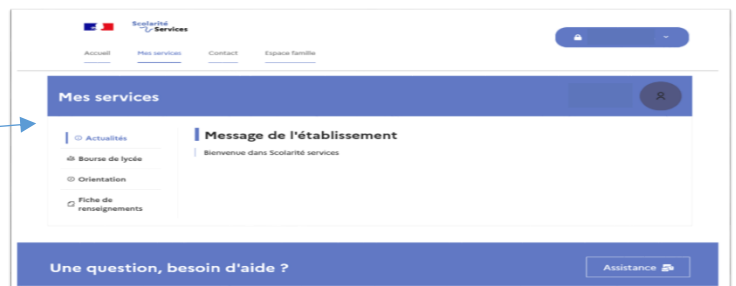 Scolarité
Services
Accueil Mes services Contact Espace famille
Mes services
Actualités
Bourse de lycée
Orientation
Fiche de
renseignements
Message de l'établissement
Bienvenue dans Scolarité services
Une question, besoin d'aide ?
Assistance